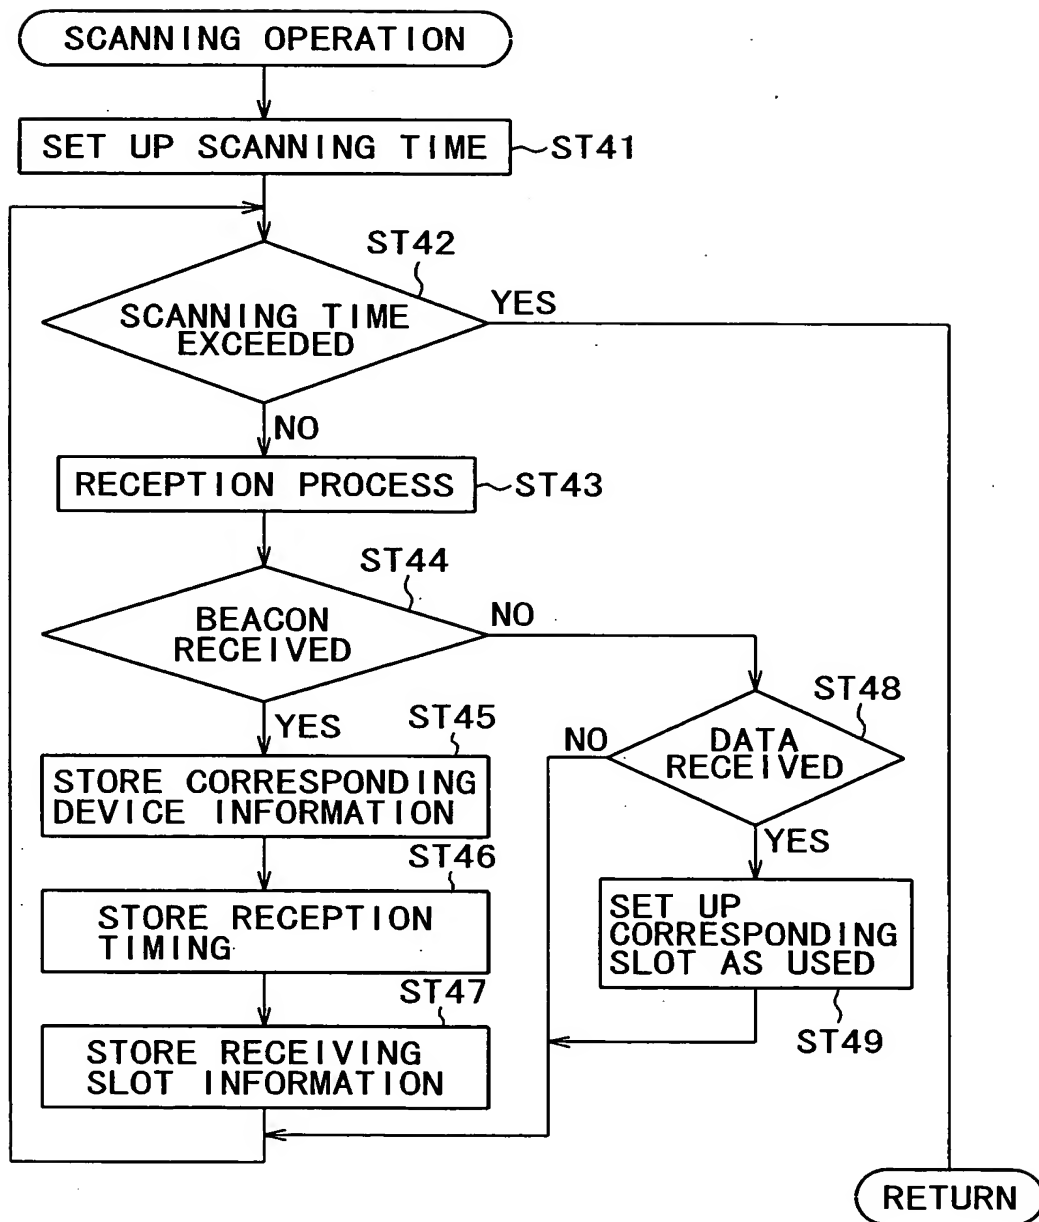 SCANNING OPERATION
SET UP SCANNING TIME
ST41
ST42
SCANNING TIME
EXCEEDED
YES
NO
RECEPTION PROCESS
ST43
ST44
BEACON
RECEIVED
NO
YES
ST45
STORE CORRESPONDING
DEVICE INFORMATION
ST46
STORE RECEPTION
TIMING
ST47
STORE RECEIVING
SLOT INFORMATION
ST48
NO
DATA
RECEIVED
YES
SET UP
CORRESPONDING
SLOT AS USED
ST49
RETURN